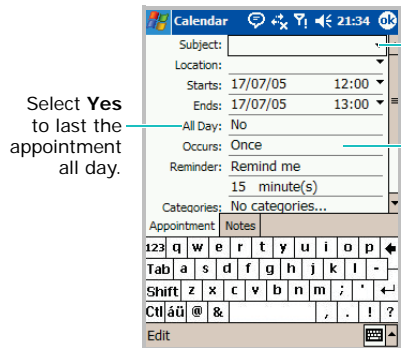 Calendar 21:34 ok
Subject:
Location:
Starts: 17/07/05 12:00
Ends: 17/07/05 13:00
Select Yes
to last the
appointment
all day.
All Day: No
Occurs: Once
Reminder: Remind me
15 minute(s)
Categories: No categories...
Appointment Notes
123 q w e r t y u i o p
Tab a s d f g h j k l -
Shift z x c v b n m ; '
Ctl áü @ & , . ! ?
Edit